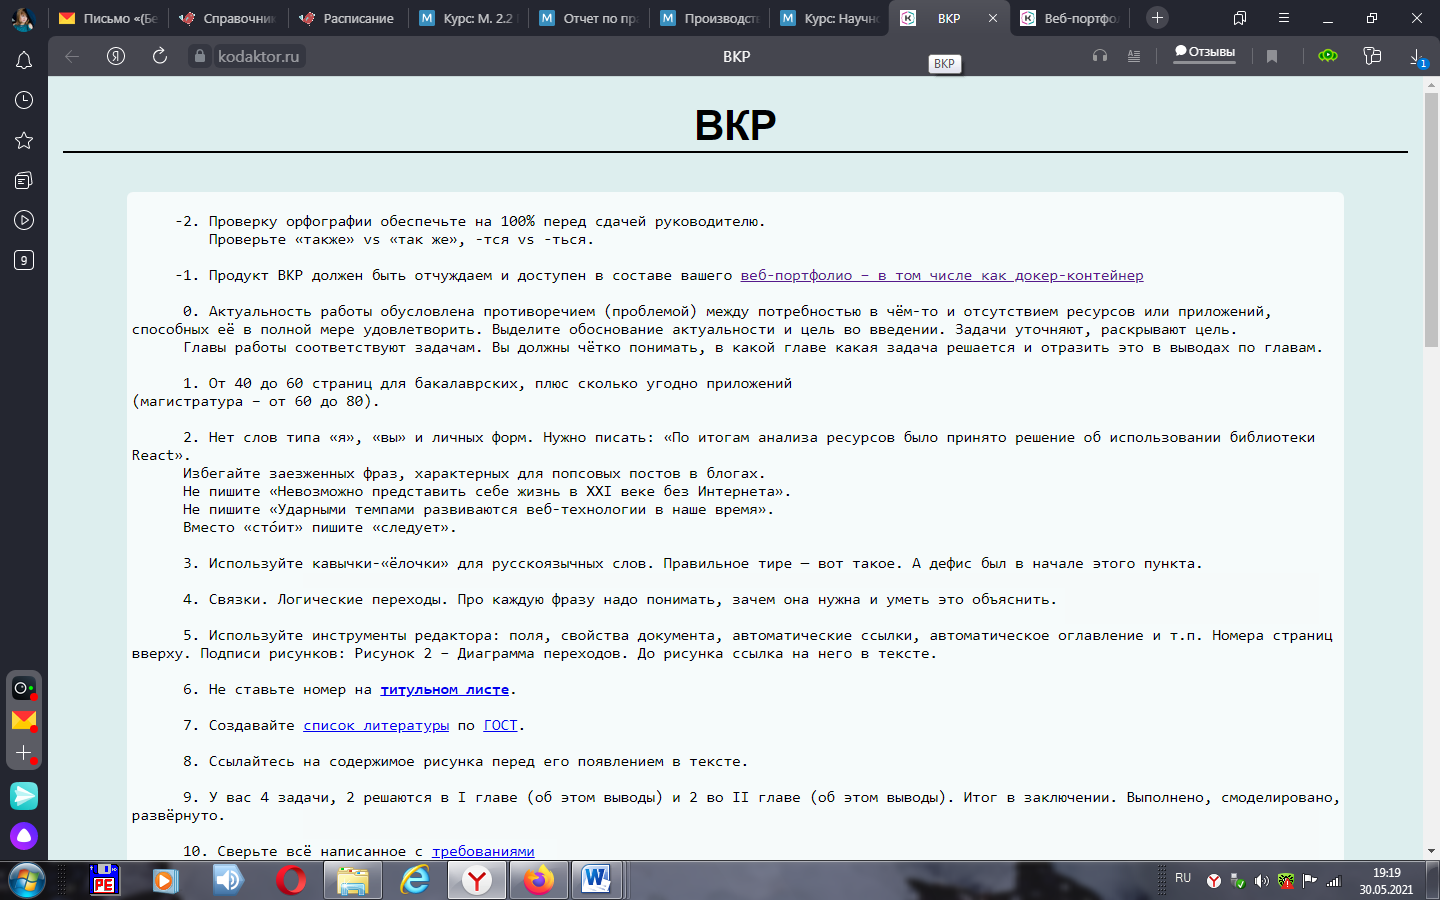 Письмо «(Бе
Справочник
Расписание
Курс: М. 2.2
Отчет по пр
Производст
Курс: Научн
ВКР
Веб-портфо
Я
kodaktor.ru
ВКР
Отзывы
ВКР
1
ВКР
-2. Проверку орфографии обеспечьте на 100% перед сдачей руководителю.
Проверьте «также» vs «так же», -тся vs -ться.
-1. Продукт ВКР должен быть отчуждаем и доступен в составе вашего веб-портфолио – в том числе как докер-контейнер
0. Актуальность работы обусловлена противоречием (проблемой) между потребностью в чём-то и отсутствием ресурсов или приложений,
способных её в полной мере удовлетворить. Выделите обоснование актуальности и цель во введении. Задачи уточняют, раскрывают цель.
Главы работы соответствуют задачам. Вы должны чётко понимать, в какой главе какая задача решается и отразить это в выводах по главам.
1. От 40 до 60 страниц для бакалаврских, плюс сколько угодно приложений
(магистратура – от 60 до 80).
2. Нет слов типа «я», «вы» и личных форм. Нужно писать: «По итогам анализа ресурсов было принято решение об использовании библиотеки
React».
Избегайте заезженных фраз, характерных для попсовых постов в блогах.
Не пишите «Невозможно представить себе жизнь в XXI веке без Интернета».
Не пишите «Ударными темпами развиваются веб-технологии в наше время».
Вместо «сто́ит» пишите «следует».
3. Используйте кавычки-«ёлочки» для русскоязычных слов. Правильное тире — вот такое. А дефис был в начале этого пункта.
4. Связки. Логические переходы. Про каждую фразу надо понимать, зачем она нужна и уметь это объяснить.
5. Используйте инструменты редактора: поля, свойства документа, автоматические ссылки, автоматическое оглавление и т.п. Номера страниц
вверху. Подписи рисунков: Рисунок 2 – Диаграмма переходов. До рисунка ссылка на него в тексте.
6. Не ставьте номер на титульном листе.
7. Создавайте список литературы по ГОСТ.
8. Ссылайтесь на содержимое рисунка перед его появлением в тексте.
9. У вас 4 задачи, 2 решаются в I главе (об этом выводы) и 2 во II главе (об этом выводы). Итог в заключении. Выполнено, смоделировано,
развёрнуто.
10. Сверьте всё написанное с требованиями
9
RU
19:19
30.05.2021